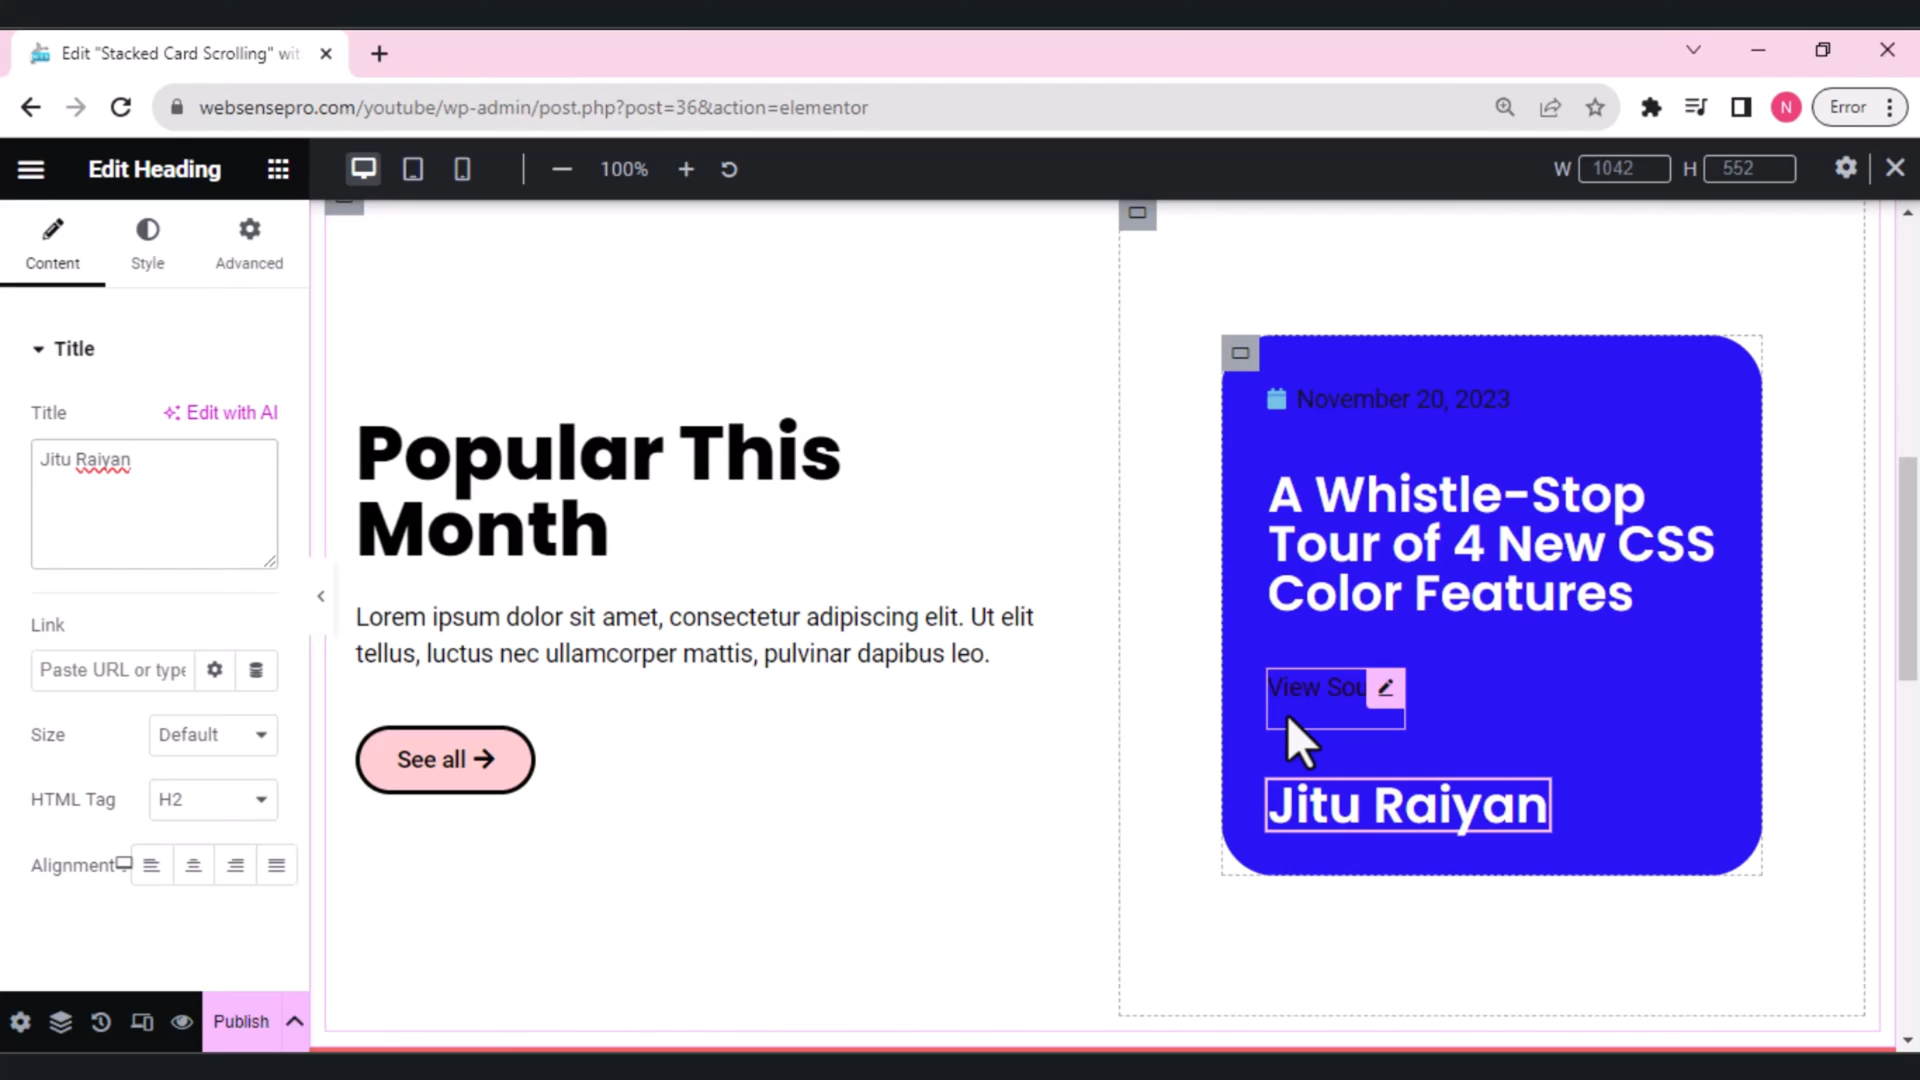 Edit "Stacked Card Scrolling" wit
websensepro.com/youtube/wp-admin/post.php?post=36&action=elementor
N
Error
Edit Heading
100%
W 1042 H 552
Content
Style
Advanced
Title
Title
Edit with AI
Jitu Raiyan
Link
Paste URL or type
Size
Default
HTML Tag
H2
Alignment
Publish
Popular This
Month
Lorem ipsum dolor sit amet, consectetur adipiscing elit. Ut elit
tellus, luctus nec ullamcorper mattis, pulvinar dapibus leo.
See all
November 20, 2023
A Whistle-Stop
Tour of 4 New CSS
Color Features
View Sou
Jitu Raiyan